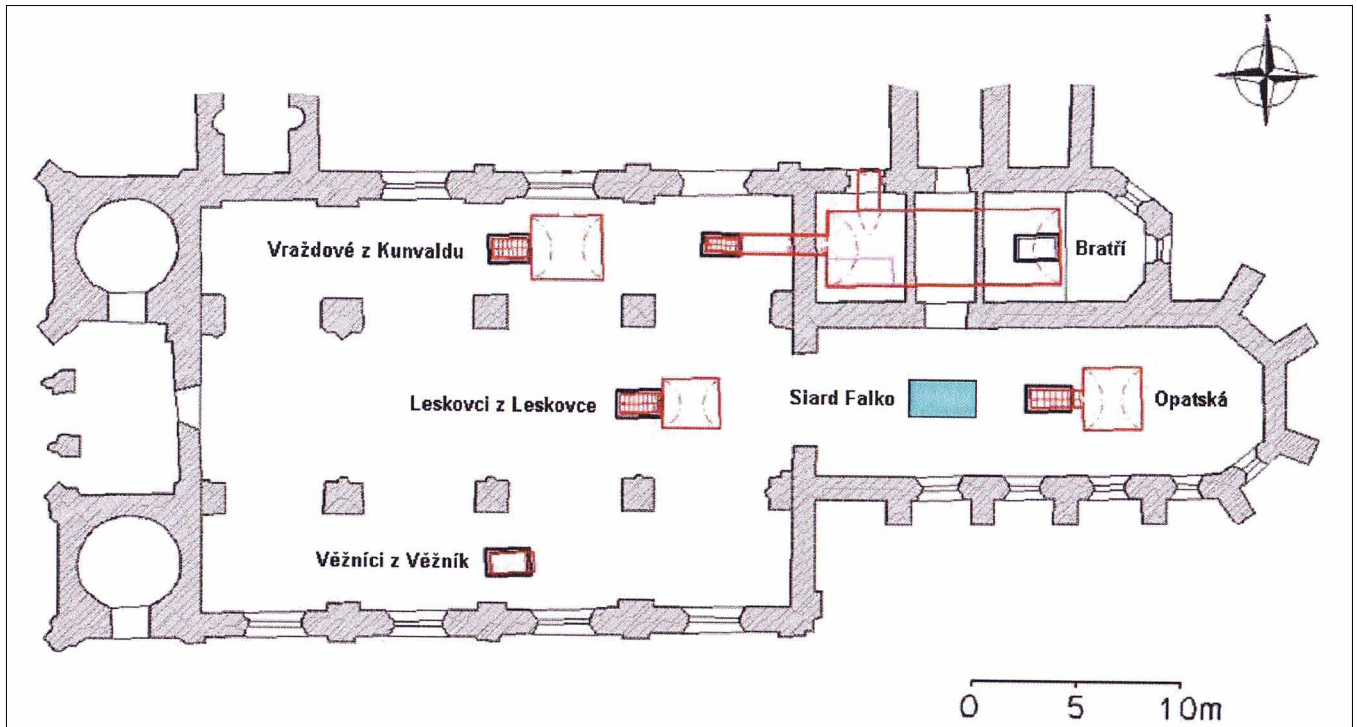 Vraždové z Kunvaldu
Bratří
Leskovci z Leskovce
Siard Falko
Opatská
Věžníci z Věžník
0 5 10m